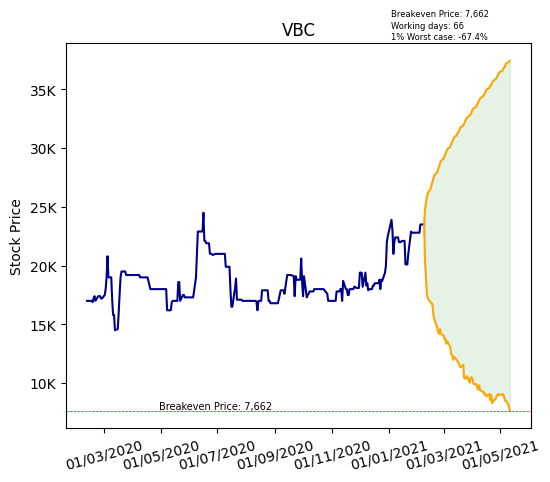 Breakeven Price: 7,662
Working days: 66
1% Worst case: -67.4%
VBC
Stock Price
35K
30K
25K
20K
15K
10K
Breakeven Price: 7,662
01/03/2020
01/05/2020
01/07/2020
01/09/2020
01/11/2020
01/01/2021
01/03/2021
01/05/2021